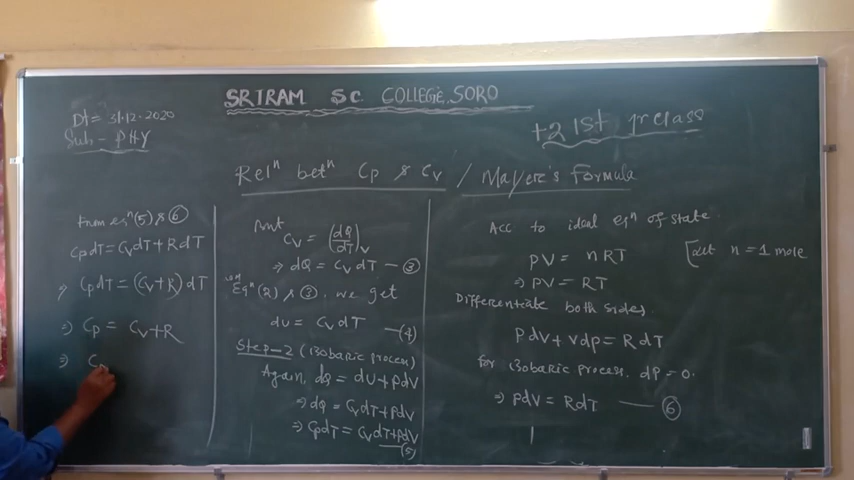 SRIRAM SC. COLLEGE, SORO
Dt = 31.12.2020
Sub - PHY
+2 1st yr class
Relⁿ betⁿ Cp & Cv / Mayer's Formula
from eqⁿ(5) & ⑥
CpdT = CvdT + RdT
⇒ CpdT = (Cv+R)dT
⇒ Cp = Cv+R
⇒ C
But
Cv = (dQ/dT)v
⇒ dQ = CvdT — ③
Eqⁿ(2) & ③, we get
du = CvdT — (4)
Step-2 (isobaric process)
Again, dQ = dU + pdV
⇒ dQ = CvdT + pdV
⇒ CpdT = CvdT + pdV
— (5)
Acc to ideal eqⁿ of state.
PV = nRT [Let n = 1 mole
⇒ PV = RT
Differentiate both sides
PdV + Vdp = RdT
for isobaric process, dP = 0.
⇒ pdV = RdT — ⑥